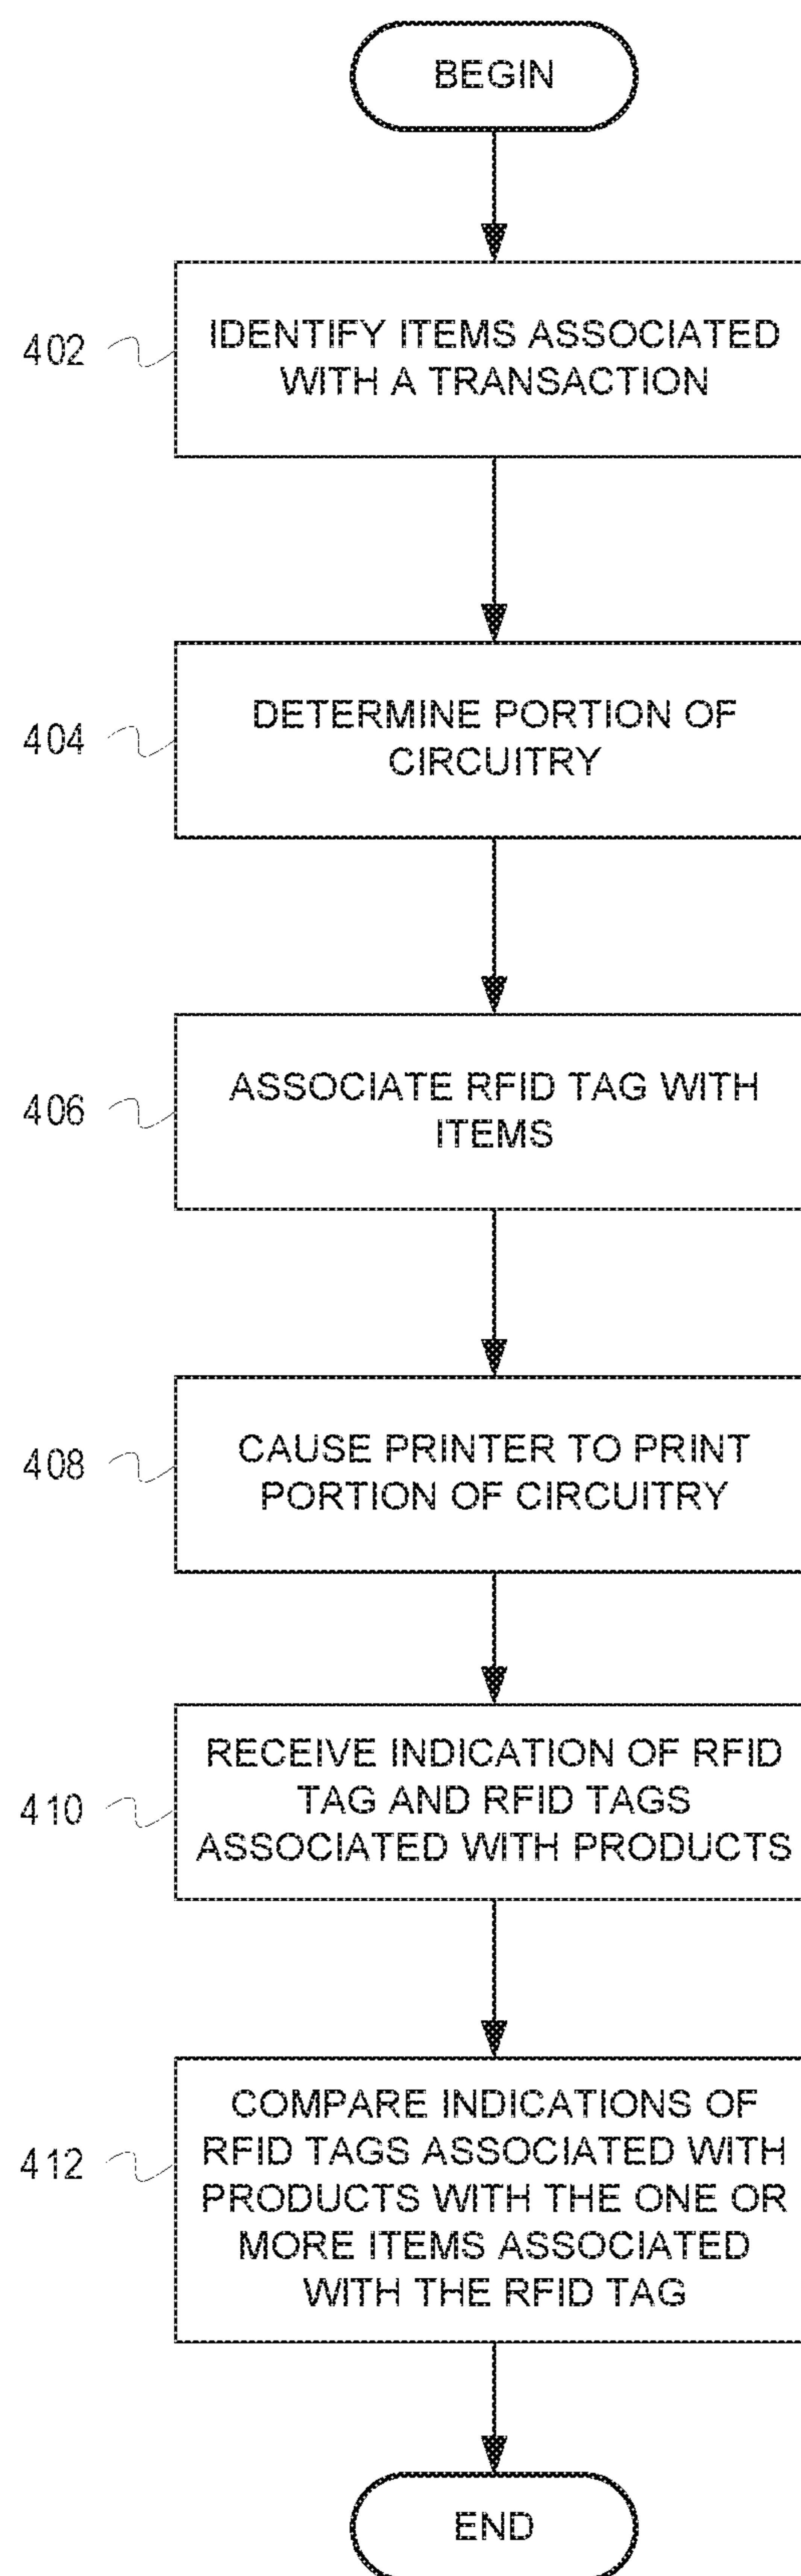 BEGIN
402
IDENTIFY ITEMS ASSOCIATED
WITH A TRANSACTION
404
DETERMINE PORTION OF
CIRCUITRY
406
ASSOCIATE RFID TAG WITH
ITEMS
408
CAUSE PRINTER TO PRINT
PORTION OF CIRCUITRY
410
RECEIVE INDICATION OF RFID
TAG AND RFID TAGS
ASSOCIATED WITH PRODUCTS
412
COMPARE INDICATIONS OF
RFID TAGS ASSOCIATED WITH
PRODUCTS WITH THE ONE OR
MORE ITEMS ASSOCIATED
WITH THE RFID TAG
END